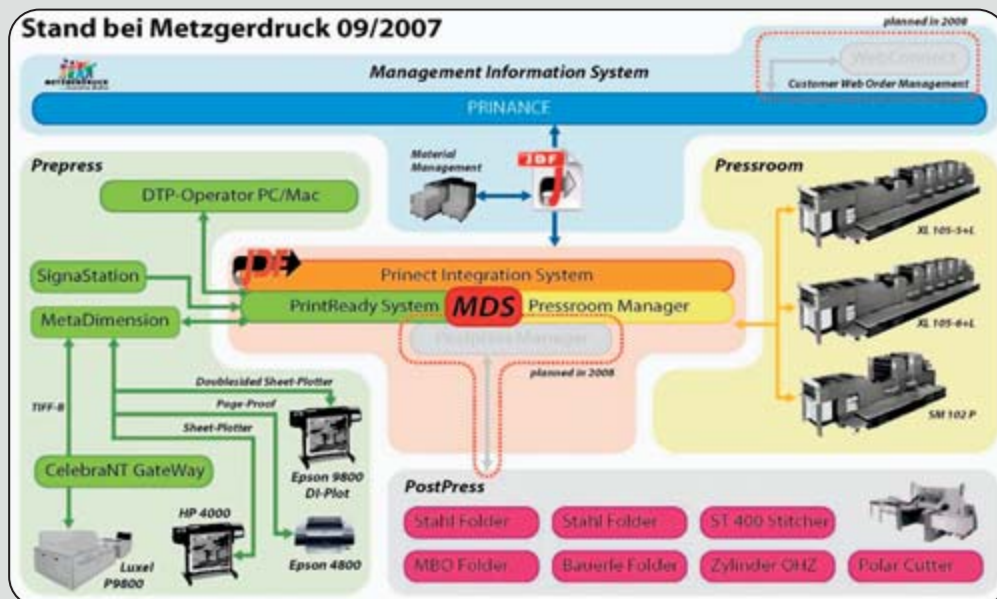 Stand bei Metzgerdruck 09/2007
planned in 2008
WebConnect
Customer Web Order Management
METZGERDRUCK
Management Information System
PRINANCE
Material
Management
JDF
Prepress
DTP-Operator PC/Mac
SignaStation
MetaDimension
TIFF-B
CelebraNT GateWay
Luxel
P9800
Doublesided Sheet-Plotter
Page-Proof
Sheet-Plotter
Epson 9800
DI-Plot
HP 4000
Epson 4800
JDF
Prinect Integration System
PrintReady System
MDS
Pressroom Manager
Postpress Manager
planned in 2008
Pressroom
XL 105-5+L
XL 105-6+L
SM 102 P
PostPress
Stahl Folder
Stahl Folder
ST 400 Stitcher
MBO Folder
Bauerle Folder
Zylinder OHZ
Polar Cutter